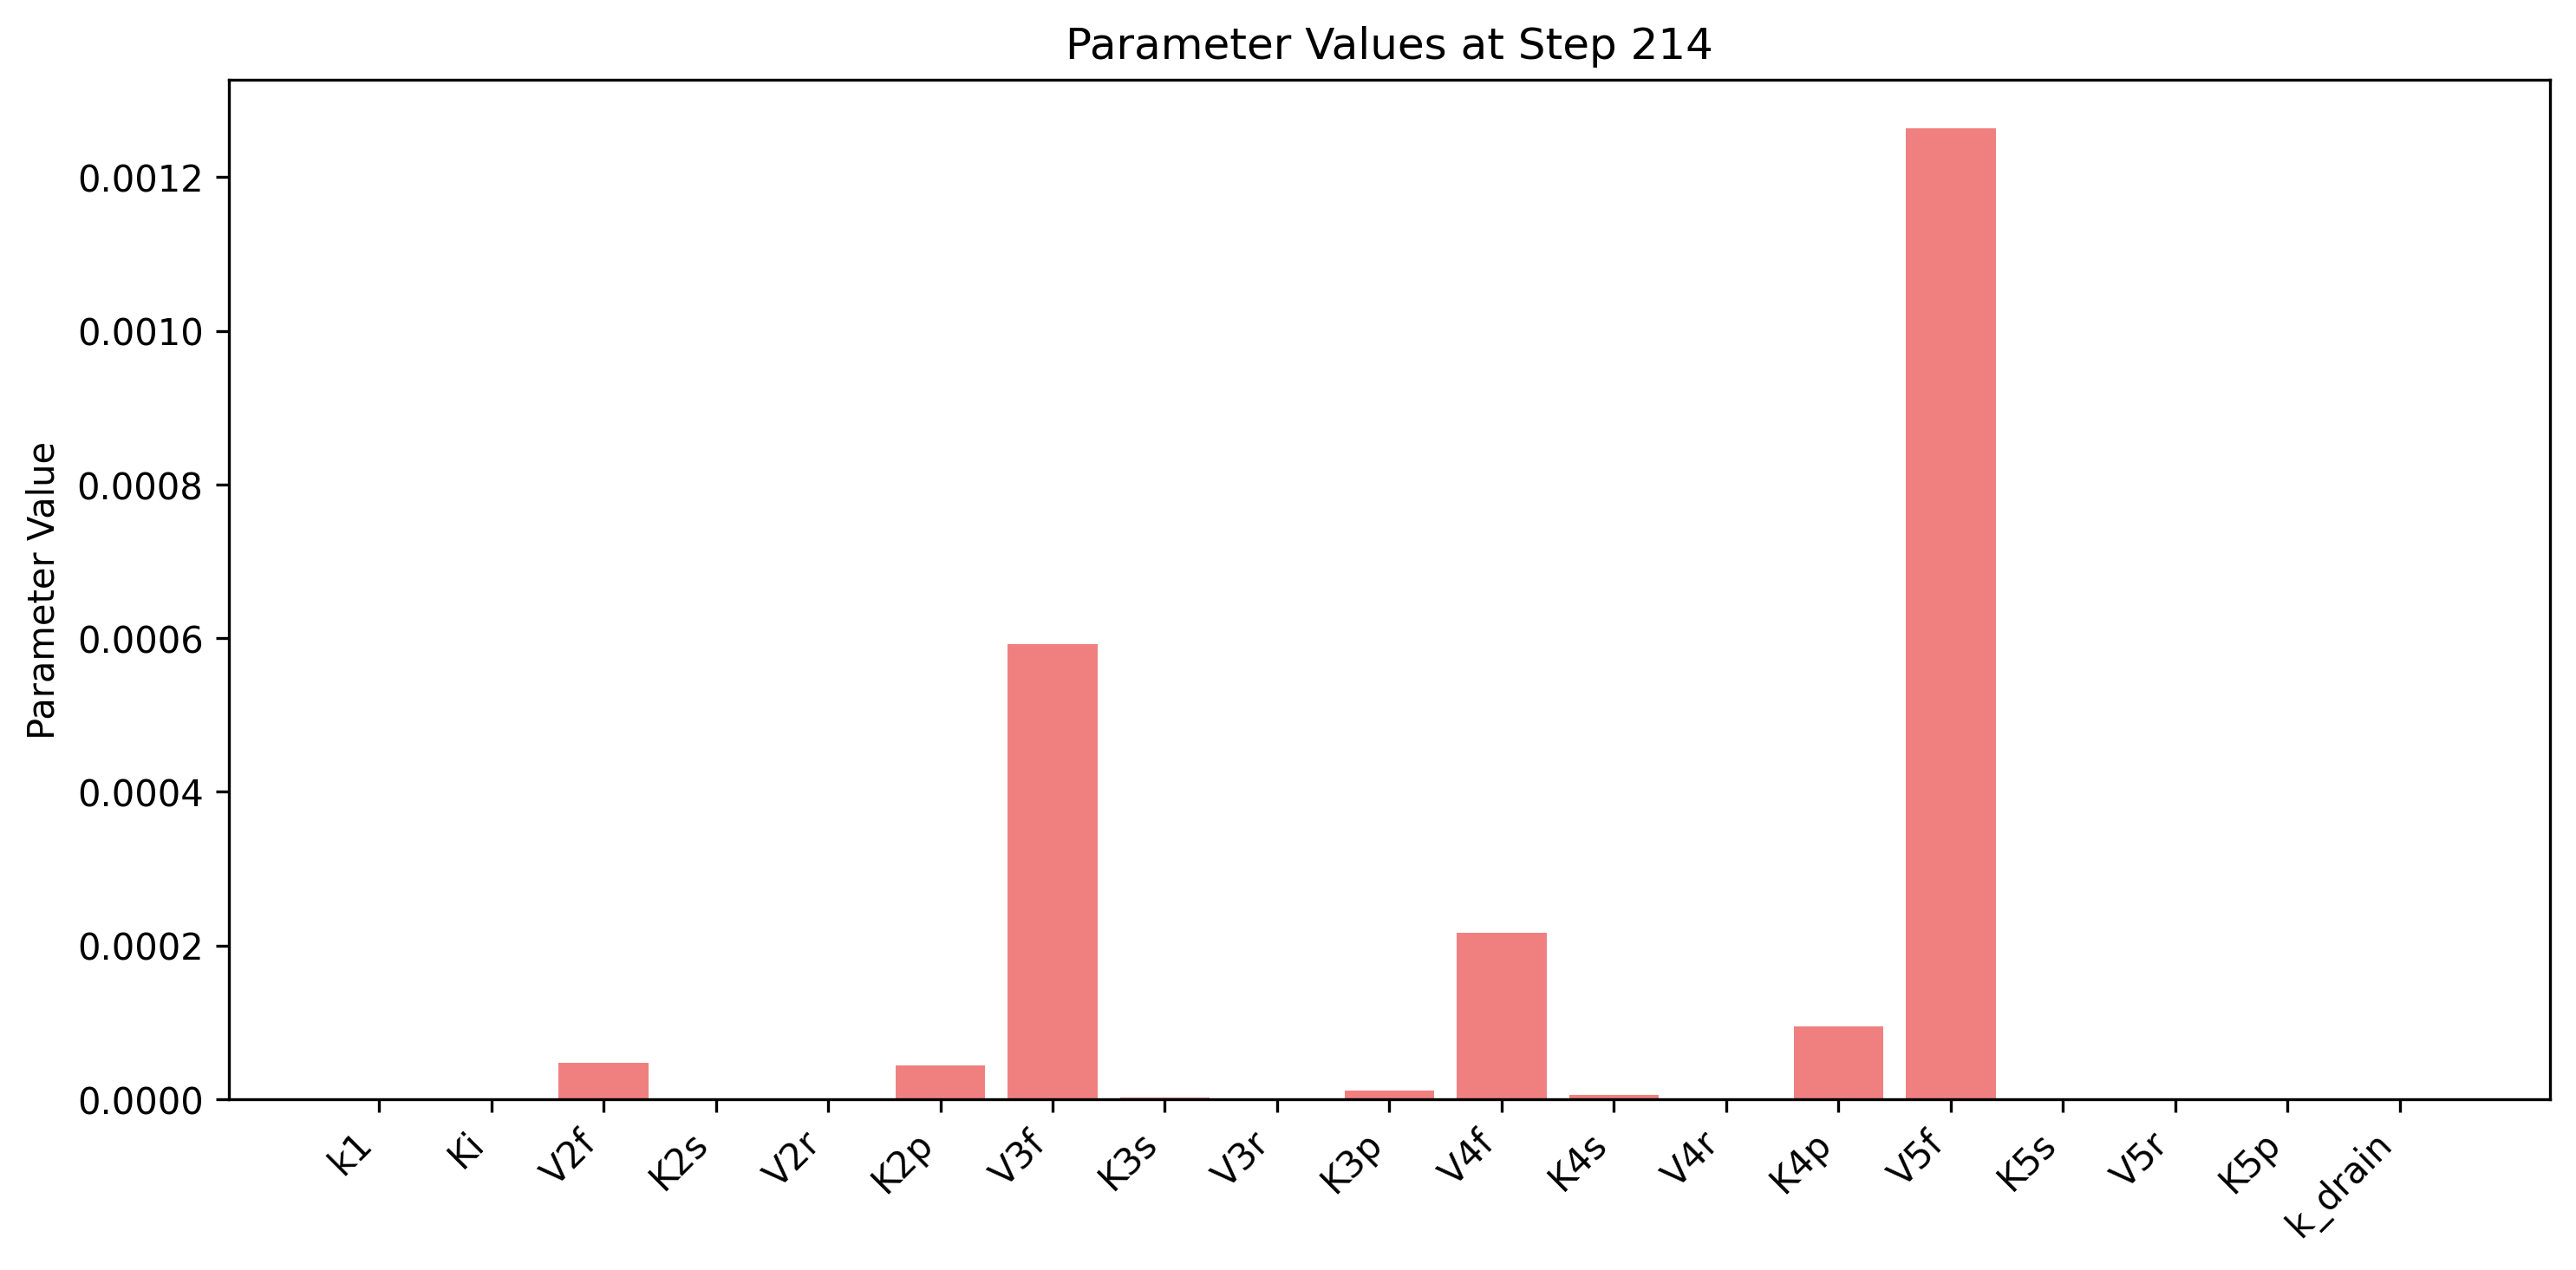 Parameter Values at Step 214
Parameter Value
0.0012
0.0010
0.0008
0.0006
0.0004
0.0002
0.0000
k1
Ki
V2f
K2s
V2r
K2p
V3f
K3s
V3r
K3p
V4f
K4s
V4r
K4p
V5f
K5s
V5r
K5p
k_drain